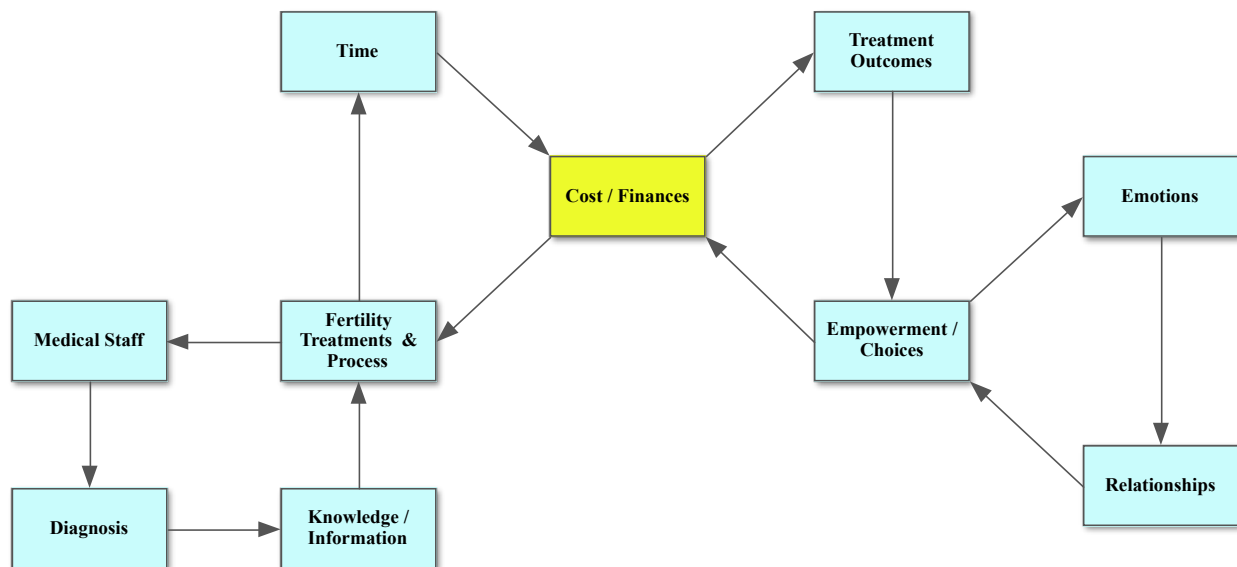 Time
Treatment
Outcomes
Cost / Finances
Emotions
Medical Staff
Fertility
Treatments  &
Process
Empowerment /
Choices
Relationships
Diagnosis
Knowledge /
Information